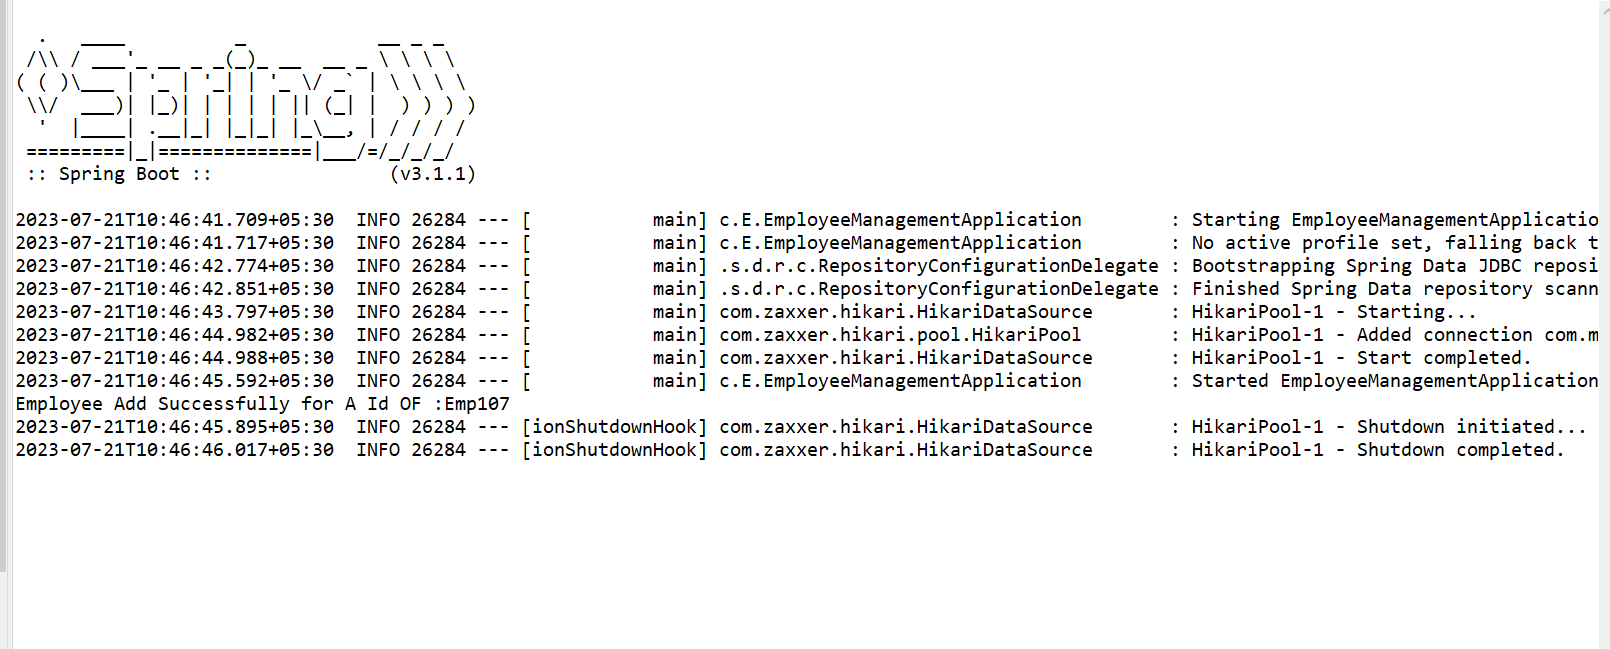 .   ____          _            __ _ _
 /\\ / ___'_ __ _ _(_)_ __  __ _ \ \ \ \
( ( )\___ | '_ | '_| | '_ \/ _` | \ \ \ \
 \\/  ___)| |_)| | | | | || (_| |  ) ) ) )
  '  |____| .__|_| |_|_| |_\__, | / / / /
 =========|_|==============|___/=/_/_/_/
 :: Spring Boot ::                (v3.1.1)
2023-07-21T10:46:41.709+05:30  INFO 26284 --- [           main] c.E.EmployeeManagementApplication        : Starting EmployeeManagementApplicatio
2023-07-21T10:46:41.717+05:30  INFO 26284 --- [           main] c.E.EmployeeManagementApplication        : No active profile set, falling back t
2023-07-21T10:46:42.774+05:30  INFO 26284 --- [           main] .s.d.r.c.RepositoryConfigurationDelegate : Bootstrapping Spring Data JDBC reposi
2023-07-21T10:46:42.851+05:30  INFO 26284 --- [           main] .s.d.r.c.RepositoryConfigurationDelegate : Finished Spring Data repository scann
2023-07-21T10:46:43.797+05:30  INFO 26284 --- [           main] com.zaxxer.hikari.HikariDataSource       : HikariPool-1 - Starting...
2023-07-21T10:46:44.982+05:30  INFO 26284 --- [           main] com.zaxxer.hikari.pool.HikariPool        : HikariPool-1 - Added connection com.m
2023-07-21T10:46:44.988+05:30  INFO 26284 --- [           main] com.zaxxer.hikari.HikariDataSource       : HikariPool-1 - Start completed.
2023-07-21T10:46:45.592+05:30  INFO 26284 --- [           main] c.E.EmployeeManagementApplication        : Started EmployeeManagementApplication
Employee Add Successfully for A Id OF :Emp107
2023-07-21T10:46:45.895+05:30  INFO 26284 --- [ionShutdownHook] com.zaxxer.hikari.HikariDataSource       : HikariPool-1 - Shutdown initiated...
2023-07-21T10:46:46.017+05:30  INFO 26284 --- [ionShutdownHook] com.zaxxer.hikari.HikariDataSource       : HikariPool-1 - Shutdown completed.